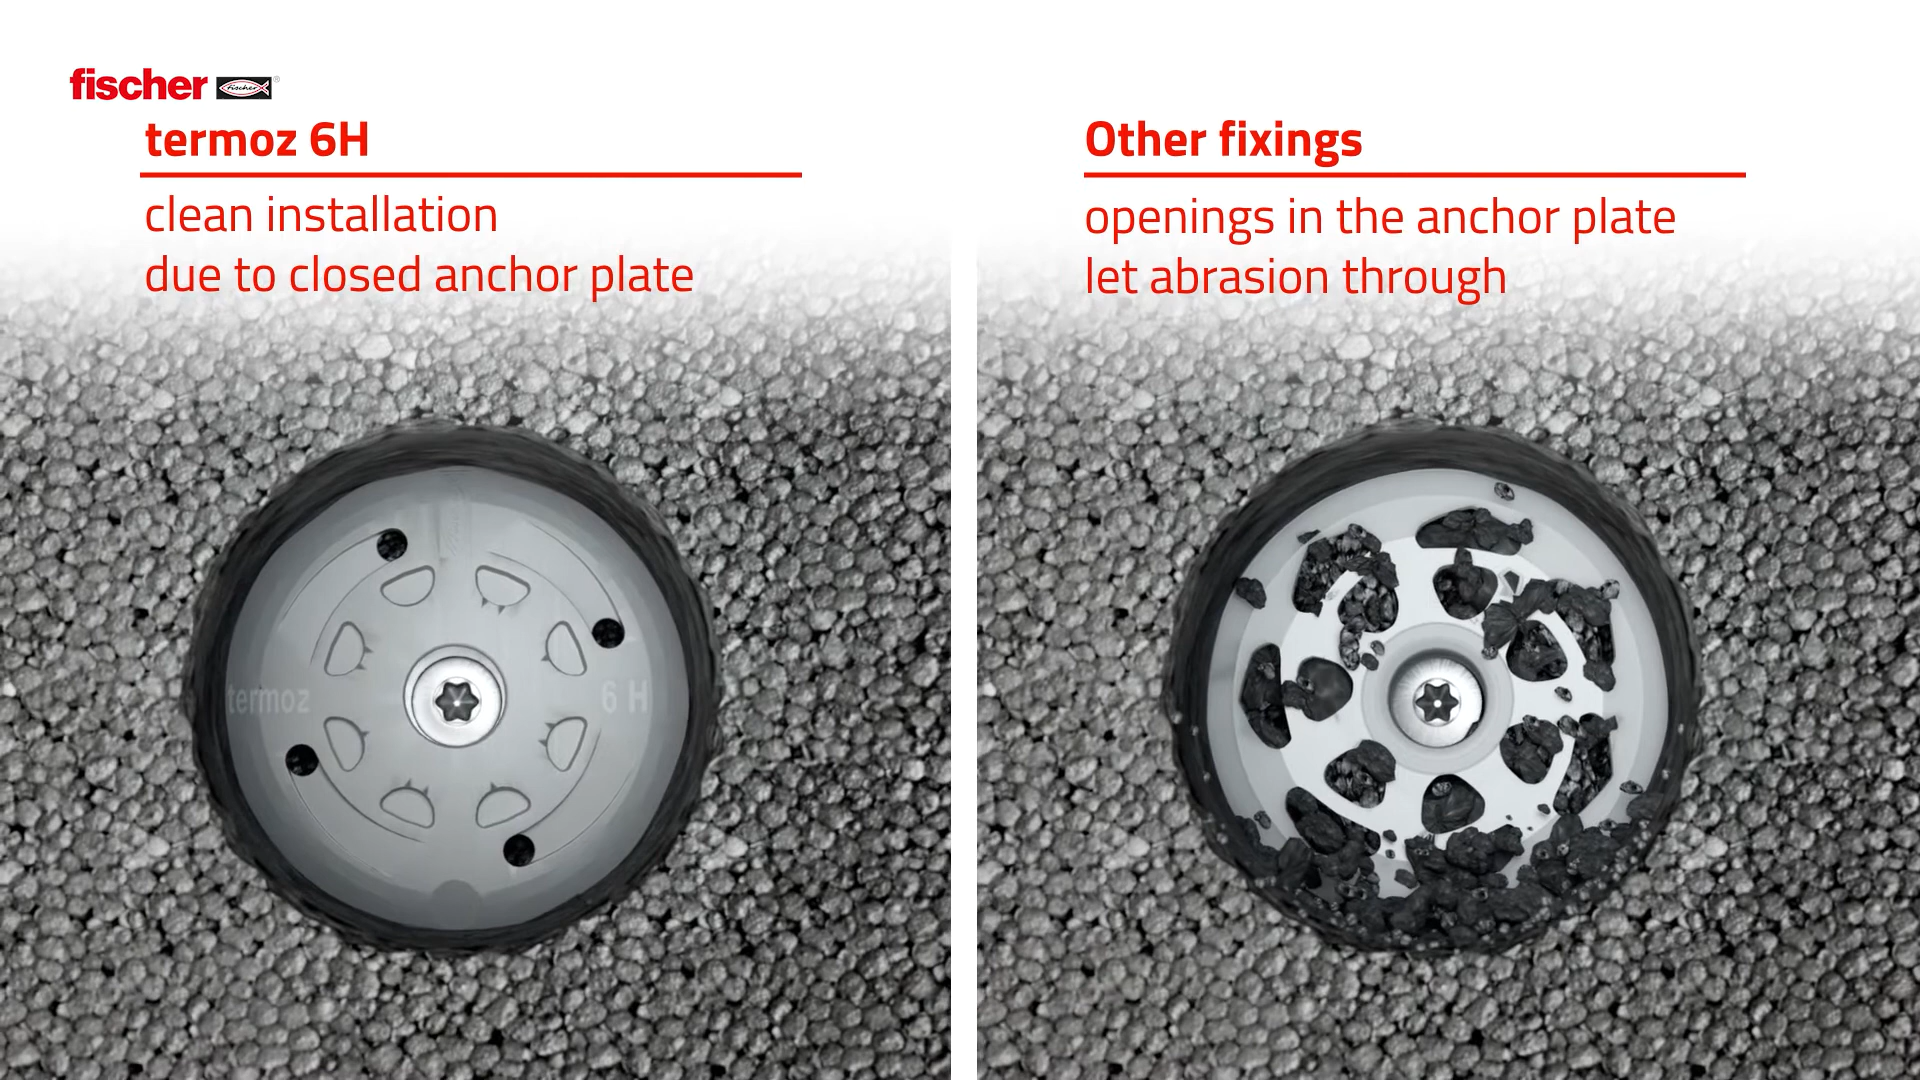 fischer fischer ®
termoz 6H
clean installation
due to closed anchor plate
Other fixings
openings in the anchor plate
let abrasion through
termoz 6 H